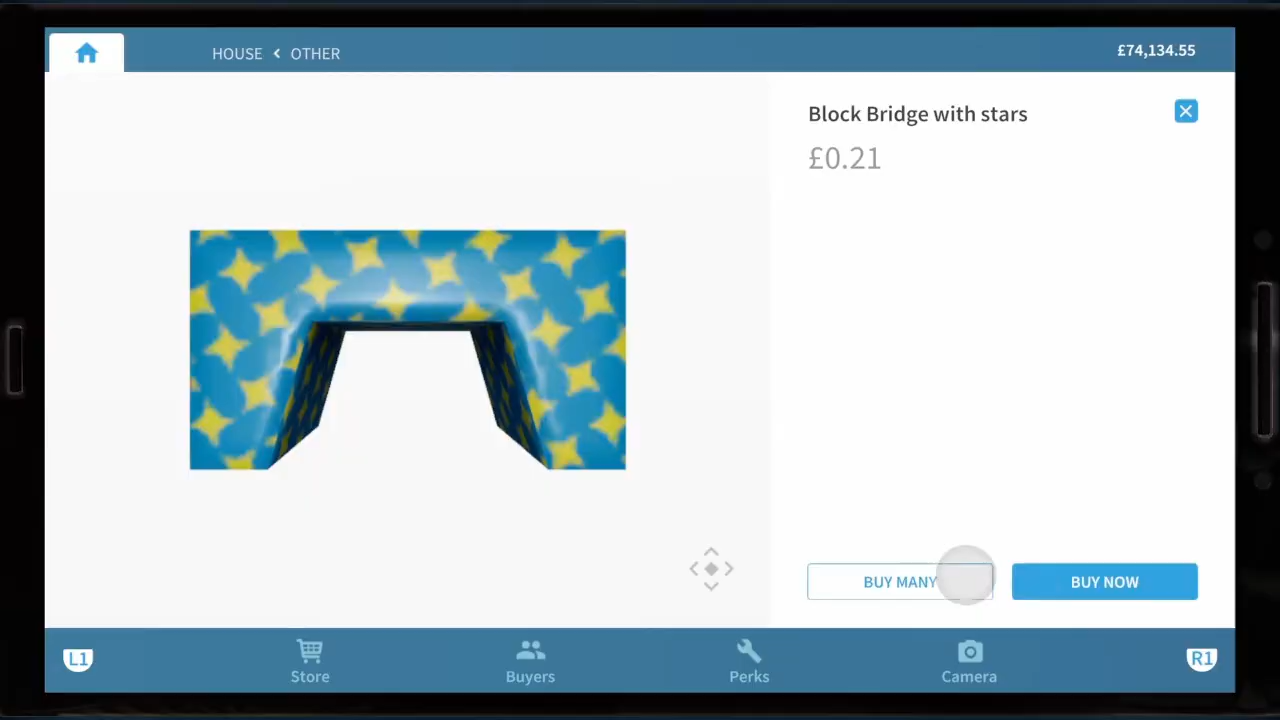 HOUSE < OTHER
£74,134.55
Block Bridge with stars
£0.21
BUY MANY
BUY NOW
L1
Store
Buyers
Perks
Camera
R1